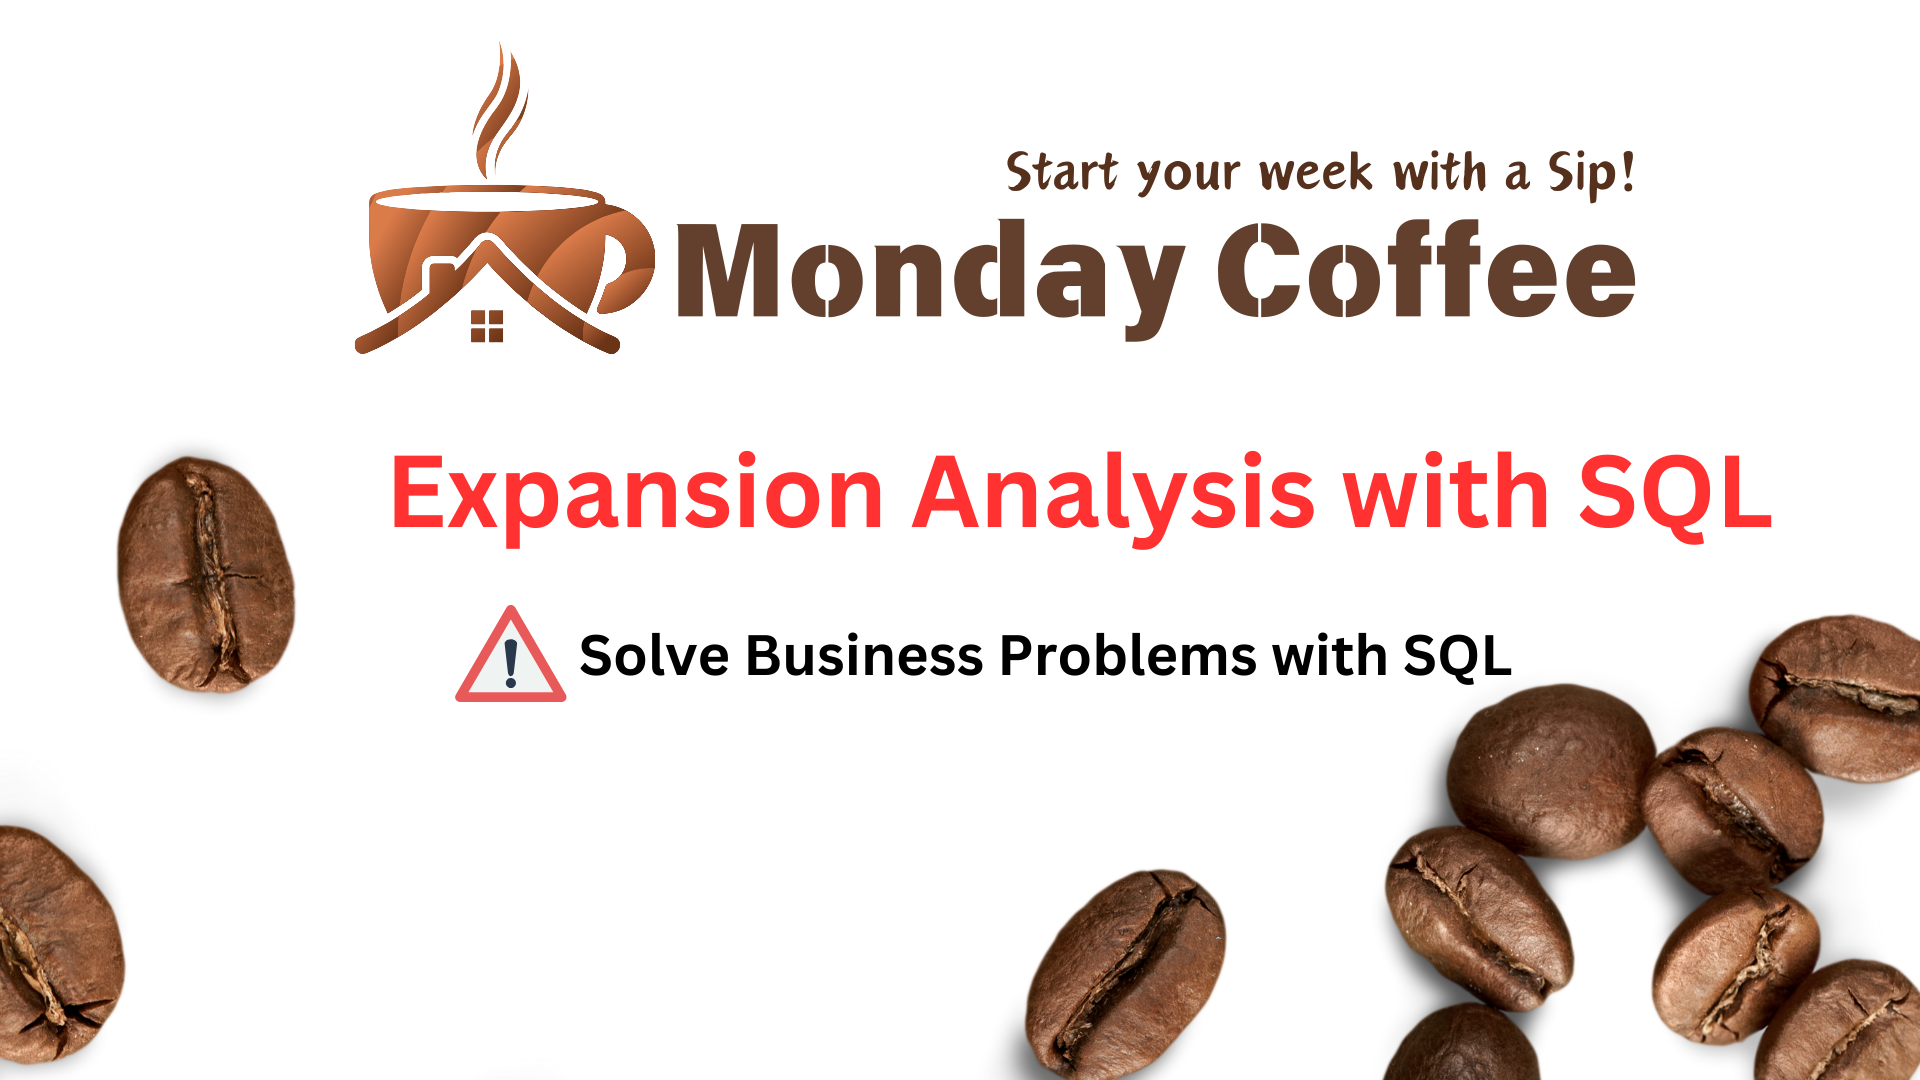 Start your week with a Sip!
Monday Coffee
Expansion Analysis with SQL
Solve Business Problems with SQL